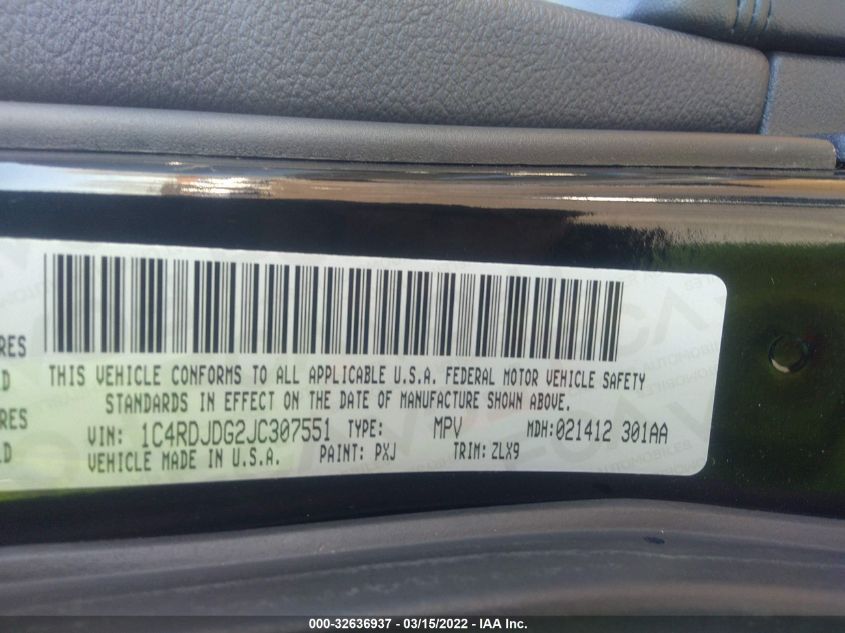 RES
D
RES
D
THIS VEHICLE CONFORMS TO ALL APPLICABLE U.S.A. FEDERAL MOTOR VEHICLE SAFETY
STANDARDS IN EFFECT ON THE DATE OF MANUFACTURE SHOWN ABOVE.
VIN: 1C4RDJDG2JC307551 TYPE: MPV MDH:021412 301AA
VEHICLE MADE IN U.S.A. PAINT: PXJ TRIM: ZLX9
000-32636937 - 03/15/2022 - IAA Inc.